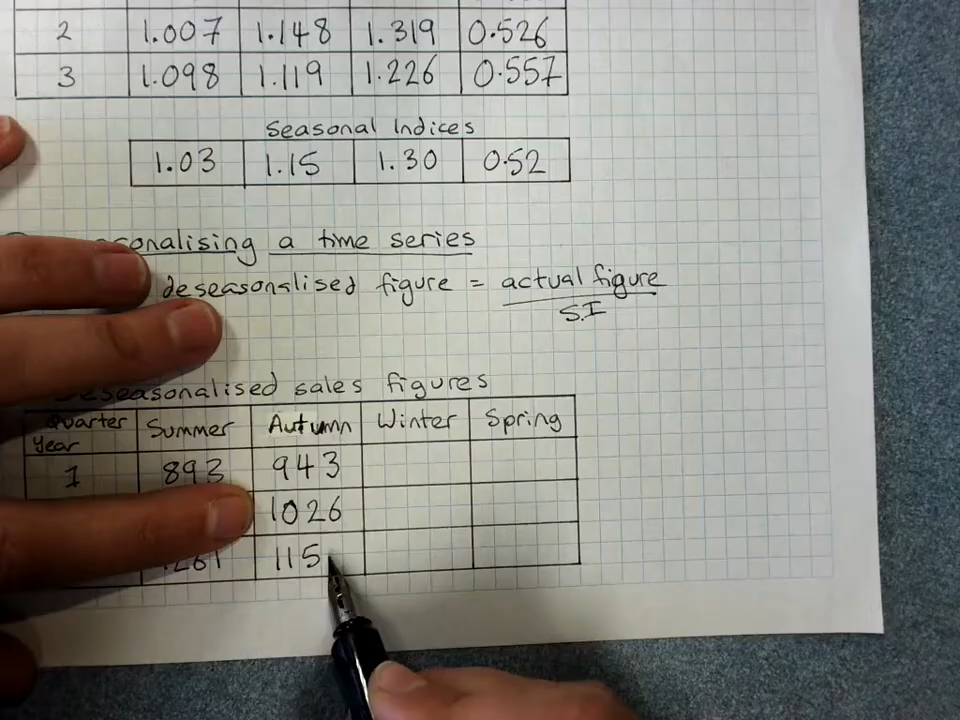 2 1.007 1.148 1.319 0.526
3 1.098 1.119 1.226 0.557
Seasonal Indices
1.03 1.15 1.30 0.52
a time series
deseasonalised figure = actual figure
S.I
Deseasonalised sales figures
Quarter Summer Autumn Winter Spring
Year
1 893 943
1026
1261 115